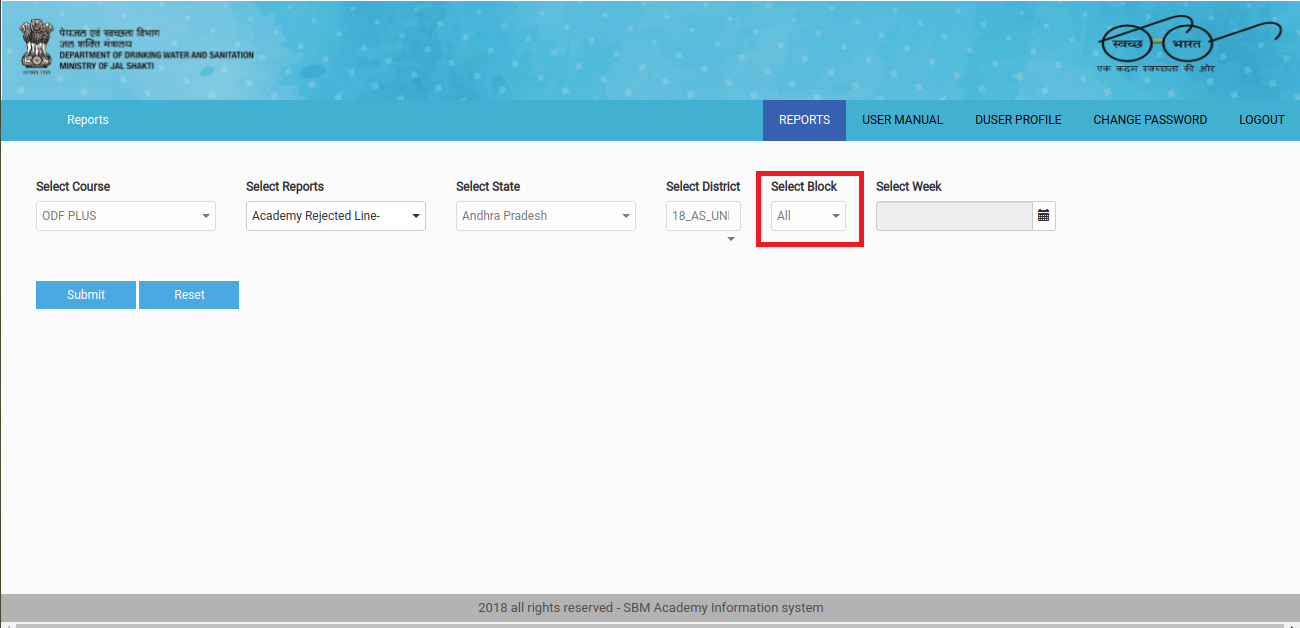 पेयजल एवं स्वच्छता विभाग
जल शक्ति मंत्रालय
DEPARTMENT OF DRINKING WATER AND SANITATION
MINISTRY OF JAL SHAKTI
स्वच्छ भारत
एक कदम स्वच्छता की ओर
Reports
REPORTS USER MANUAL DUSER PROFILE CHANGE PASSWORD LOGOUT
Select Course Select Reports Select State Select District Select Block Select Week
ODF PLUS Academy Rejected Line- Andhra Pradesh 18_AS_UNI All
Submit Reset
2018 all rights reserved - SBM Academy Information system